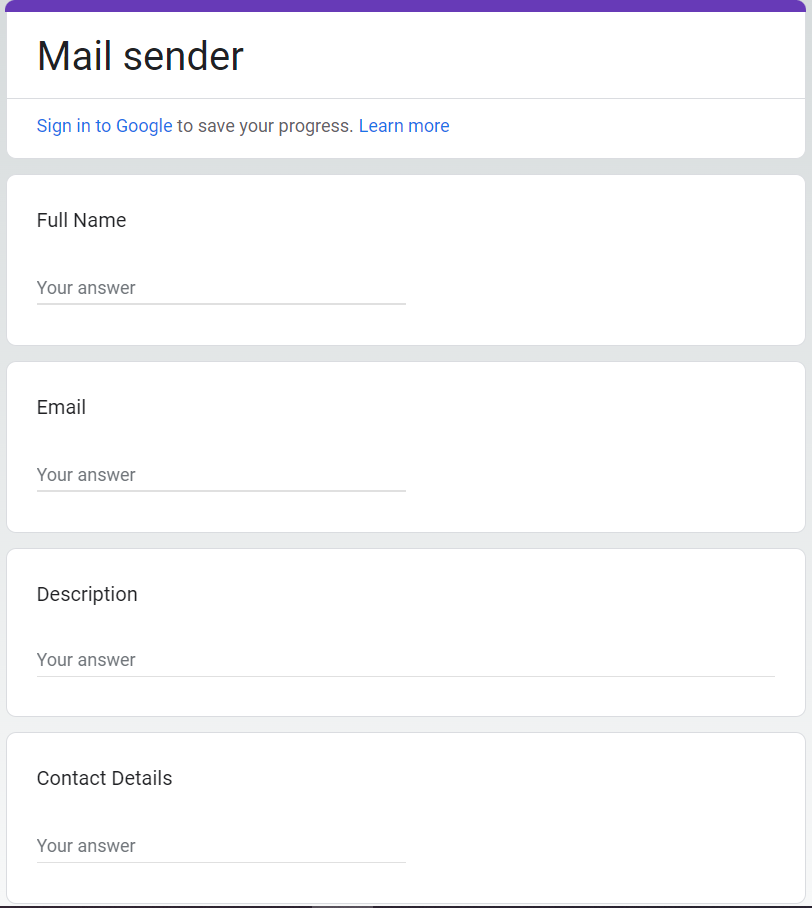 Mail sender
Sign in to Google to save your progress. Learn more
Full Name
Your answer
Email
Your answer
Description
Your answer
Contact Details
Your answer